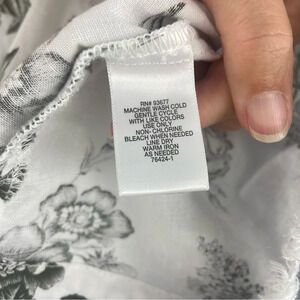 RN# 93677
MACHINE WASH COLD
GENTLE CYCLE
WITH LIKE COLORS
USE ONLY
NON- CHLORINE
BLEACH WHEN NEEDED
LINE DRY
WARM IRON
AS NEEDED
76424-1